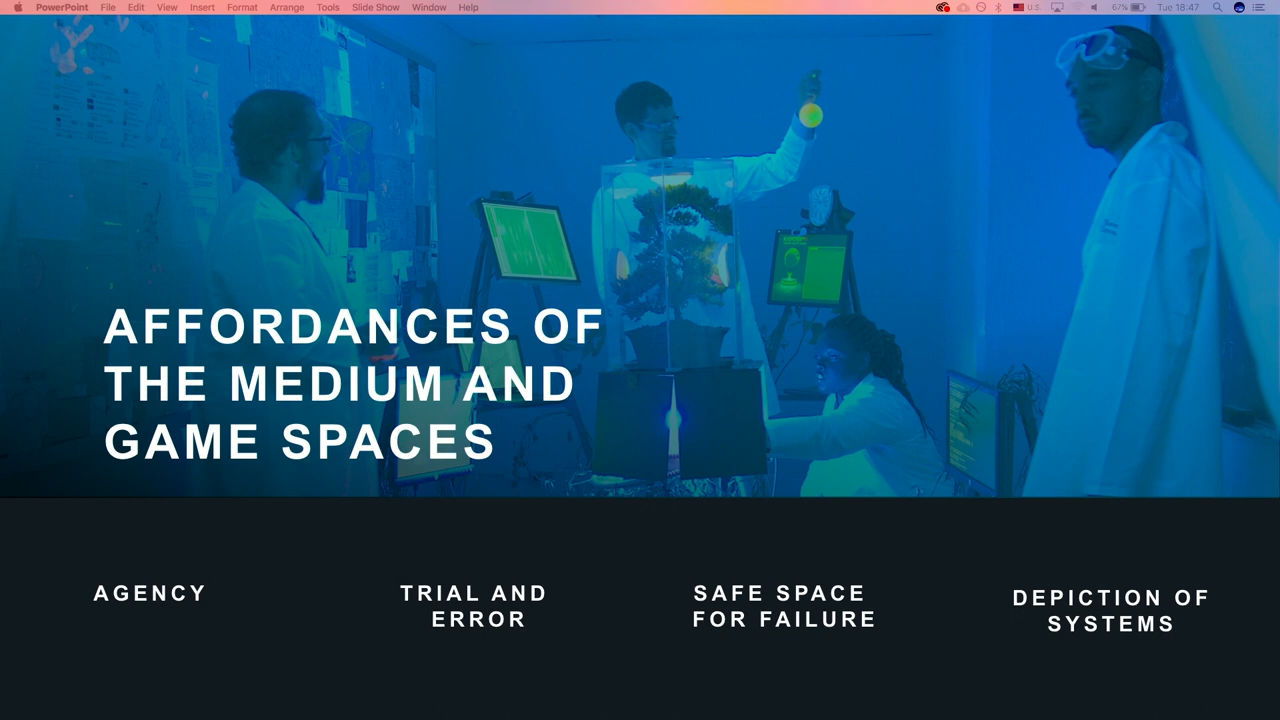 PowerPoint File Edit View Insert Format Arrange Tools Slide Show Window Help U.S. 67% Tue 18:47
AFFORDANCES OF
THE MEDIUM AND
GAME SPACES
AGENCY
TRIAL AND
ERROR
SAFE SPACE
FOR FAILURE
DEPICTION OF
SYSTEMS